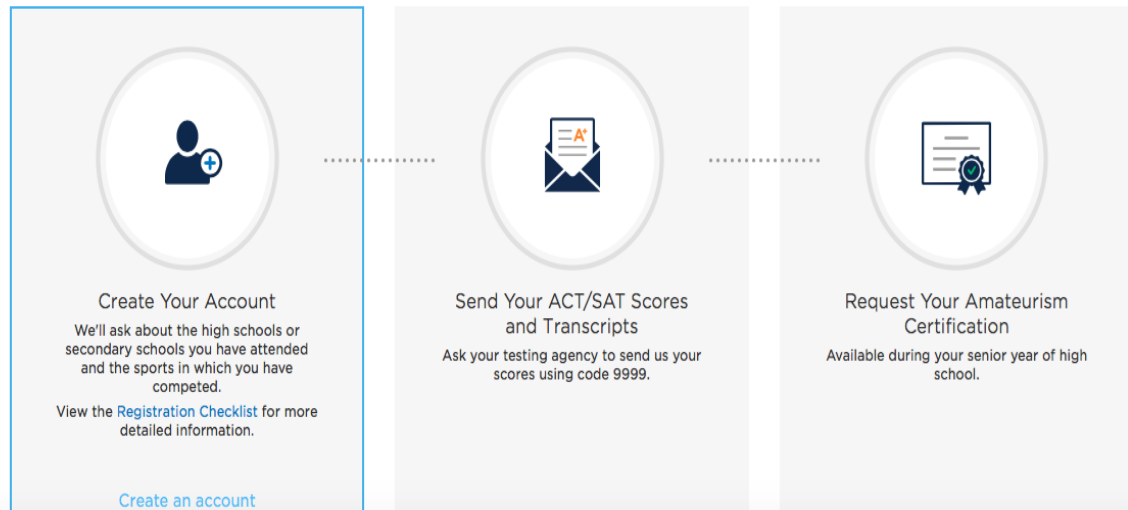 Create Your Account
We'll ask about the high schools or
secondary schools you have attended
and the sports in which you have
competed.
View the Registration Checklist for more
detailed information.
Create an account
A+
Send Your ACT/SAT Scores
and Transcripts
Ask your testing agency to send us your
scores using code 9999.
Request Your Amateurism
Certification
Available during your senior year of high
school.